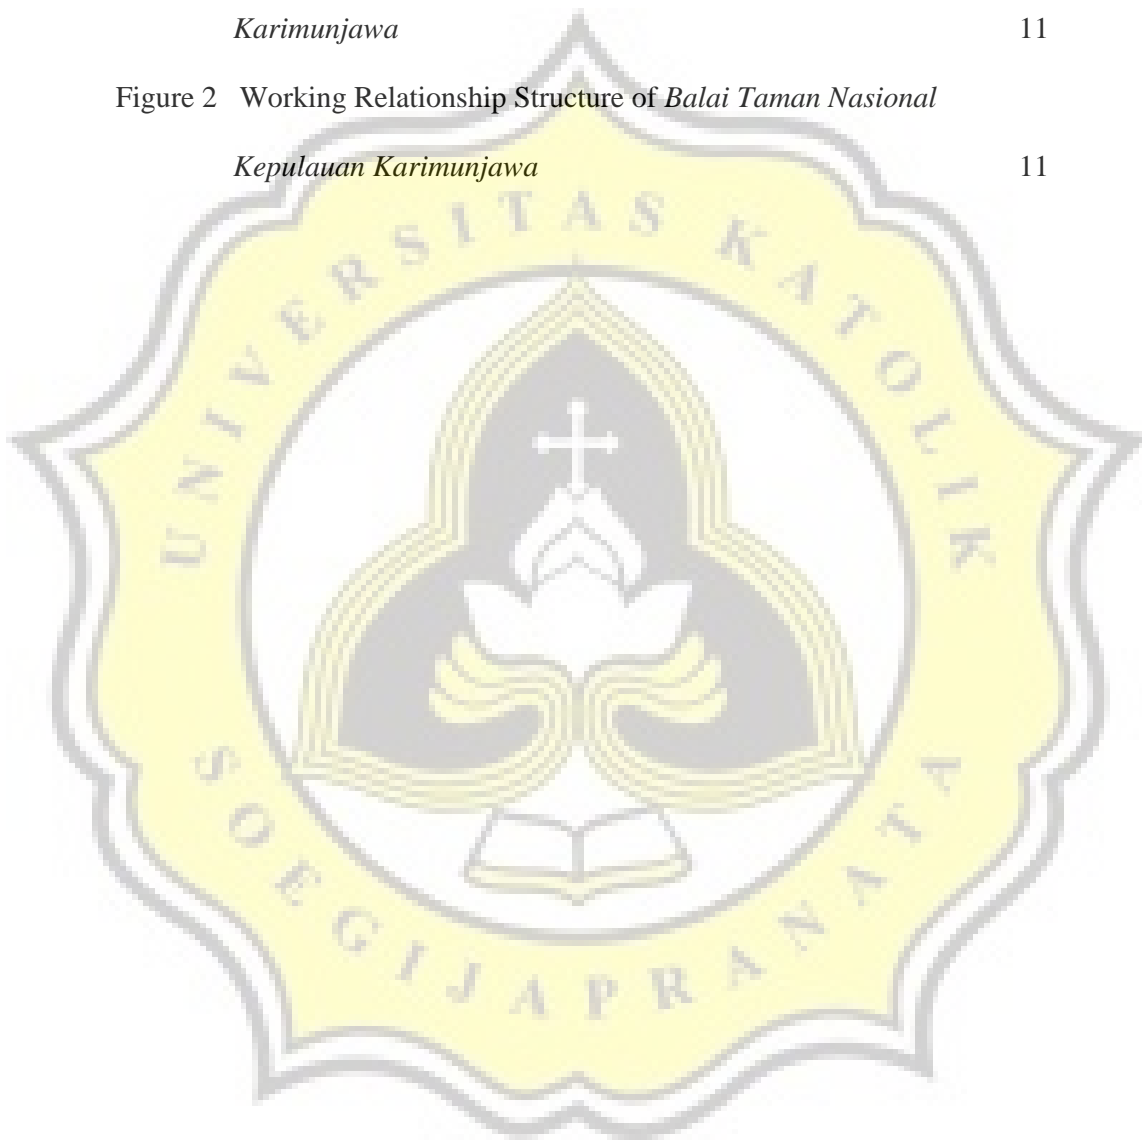 Karimunjawa 11
Figure 2 Working Relationship Structure of Balai Taman Nasional
Kepulauan Karimunjawa 11
UNIVERSITAS KATOLIK
SOEGIJAPRANATA